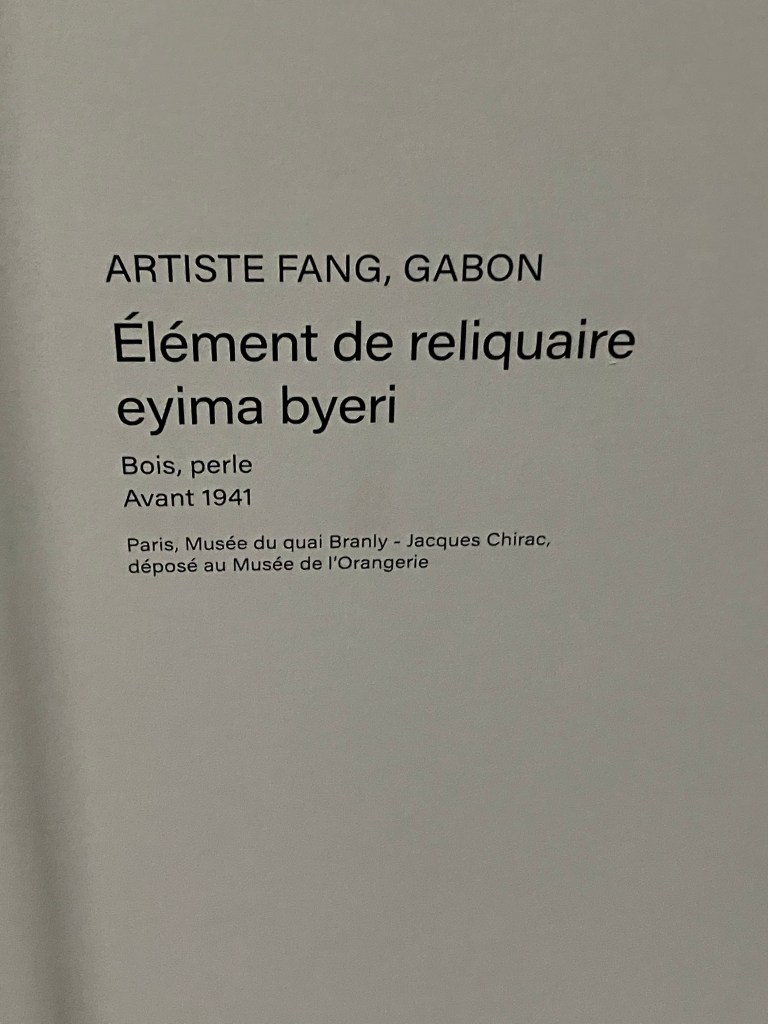 ARTISTE FANG, GABON
Élément de reliquaire
eyima byeri
Bois, perle
Avant 1941
Paris, Musée du quai Branly - Jacques Chirac,
déposé au Musée de l'Orangerie